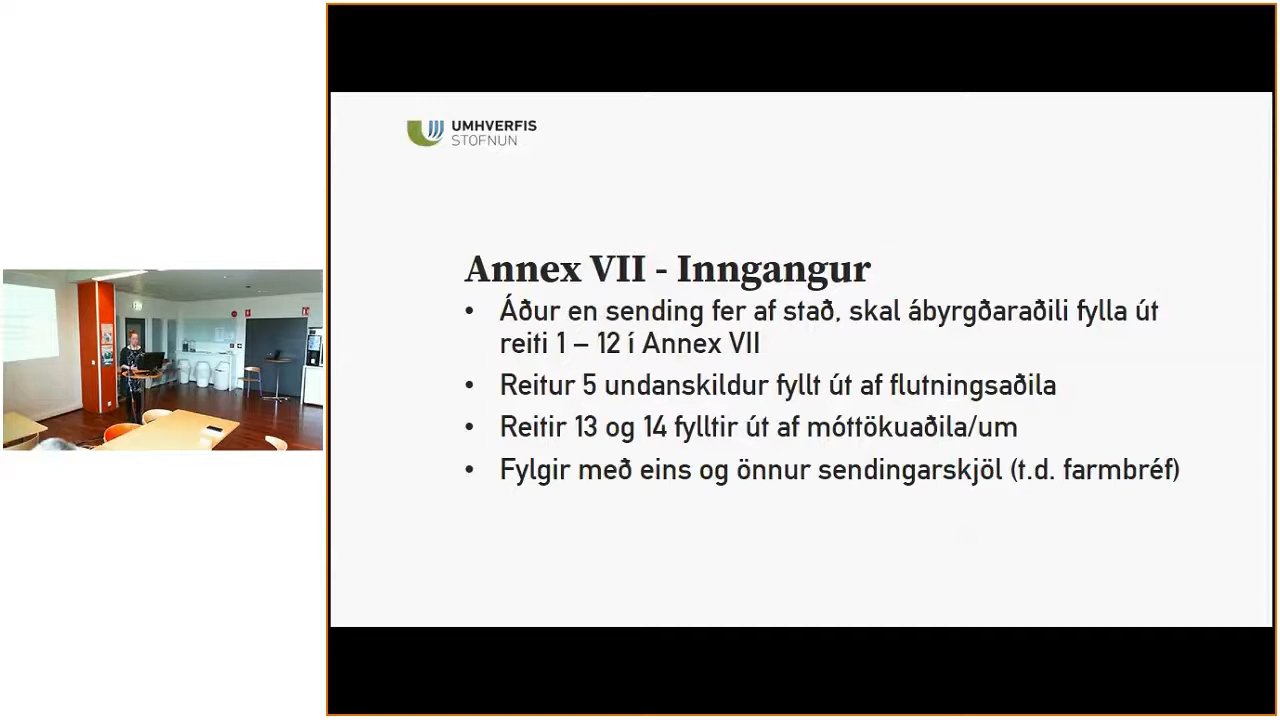 UMHVERFIS
STOFNUN
Annex VII - Inngangur
• Áður en sending fer af stað, skal ábyrgðaraðili fylla út
reiti 1 – 12 í Annex VII
• Reitur 5 undanskildur fyllt út af flutningsaðila
• Reitir 13 og 14 fylltir út af móttökuaðila/um
• Fylgir með eins og önnur sendingarskjöl (t.d. farmbréf)